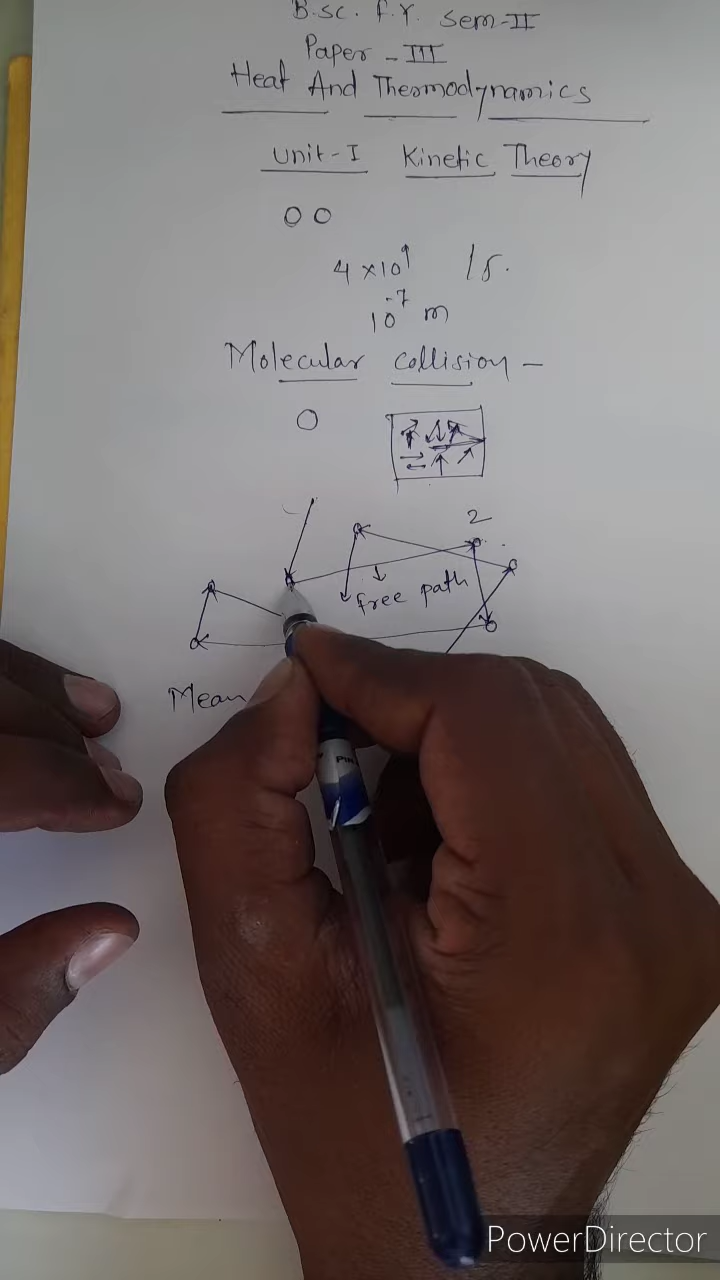 B.sc. F.Y. sem-II
Paper - III
Heat And Thermodynamics
Unit-I Kinetic Theory
4 ×10⁹ /s.
10⁻⁷ m
Molecular Collision -
2
free path
Mean
PowerDirector